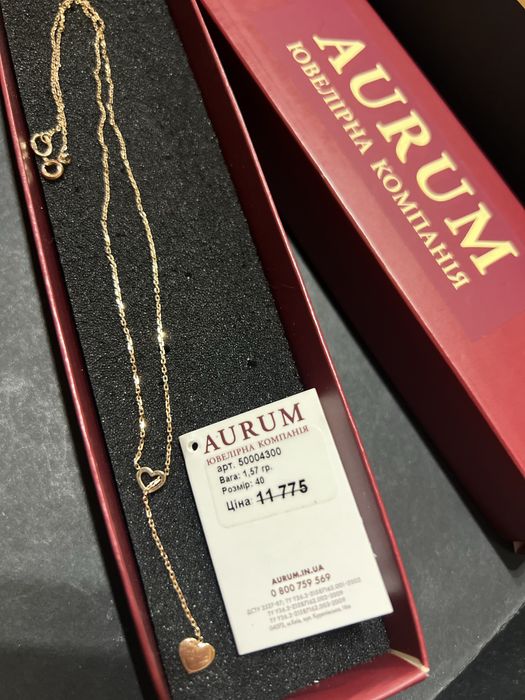 AURUM
ЮВЕЛІРНА КОМПАНІЯ
AURUM
ЮВЕЛІРНА КОМПАНІЯ
арт. 50004300
Вага: 1,57 гр.
Розмір: 40
Ціна 11 775
AURUM.IN.UA
0 800 759 569